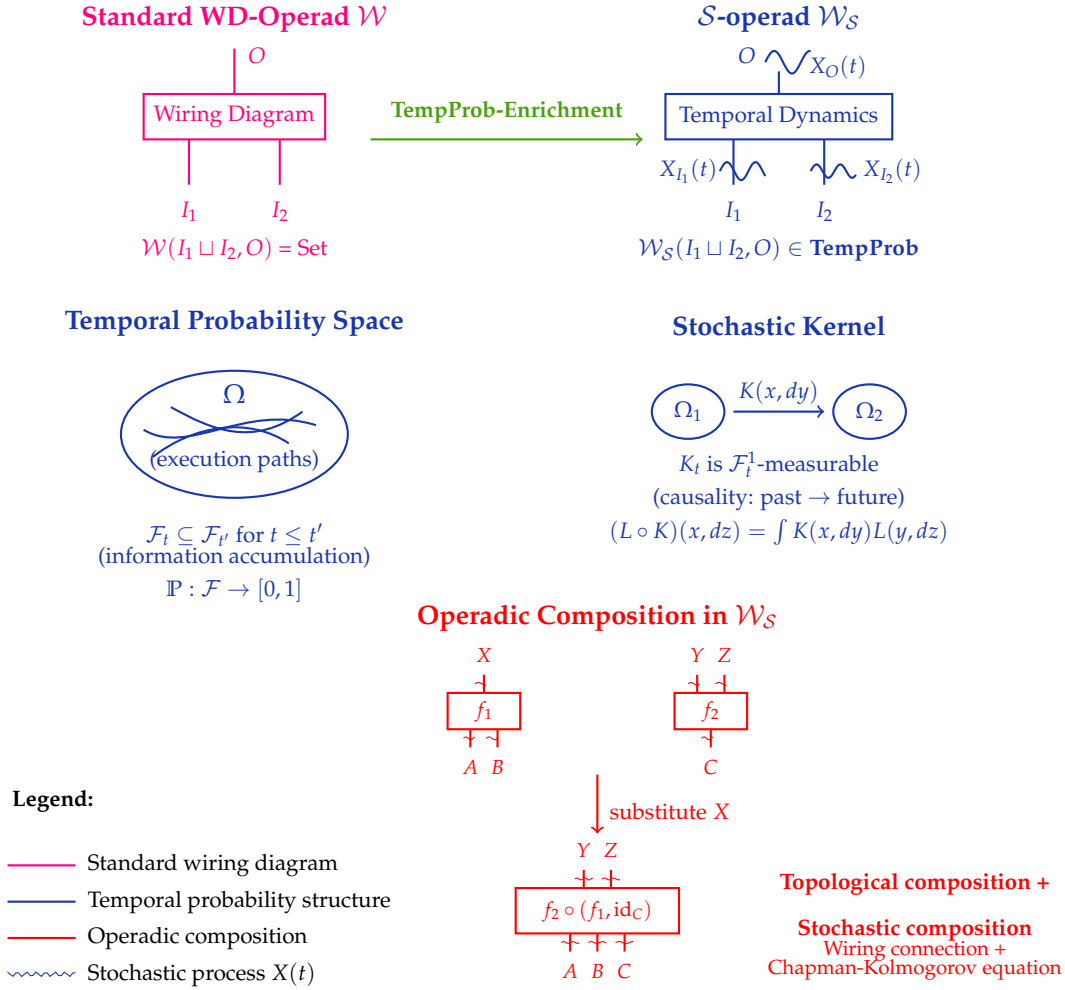 Standard WD-Operad 𝒲
𝒮-operad 𝒲_𝒮
O
O
X_O(t)
Wiring Diagram
TempProb-Enrichment
Temporal Dynamics
X_{I_1}(t)
X_{I_2}(t)
I_1
I_2
I_1
I_2
𝒲(I_1 ⊔ I_2, O) = Set
𝒲_𝒮(I_1 ⊔ I_2, O) ∈ TempProb
Temporal Probability Space
Ω
(execution paths)
ℱ_t ⊆ ℱ_{t′} for t ≤ t′
(information accumulation)
ℙ : ℱ → [0, 1]
Stochastic Kernel
Ω_1
K(x, dy)
Ω_2
K_t is ℱ_t^1-measurable
(causality: past → future)
(L ∘ K)(x, dz) = ∫ K(x, dy)L(y, dz)
Operadic Composition in 𝒲_𝒮
X
Y Z
f_1
f_2
A B
C
substitute X
Y Z
f_2 ∘ (f_1, id_C)
A B C
Legend:
Standard wiring diagram
Temporal probability structure
Operadic composition
Stochastic process X(t)
Topological composition +
Stochastic composition
Wiring connection +
Chapman-Kolmogorov equation